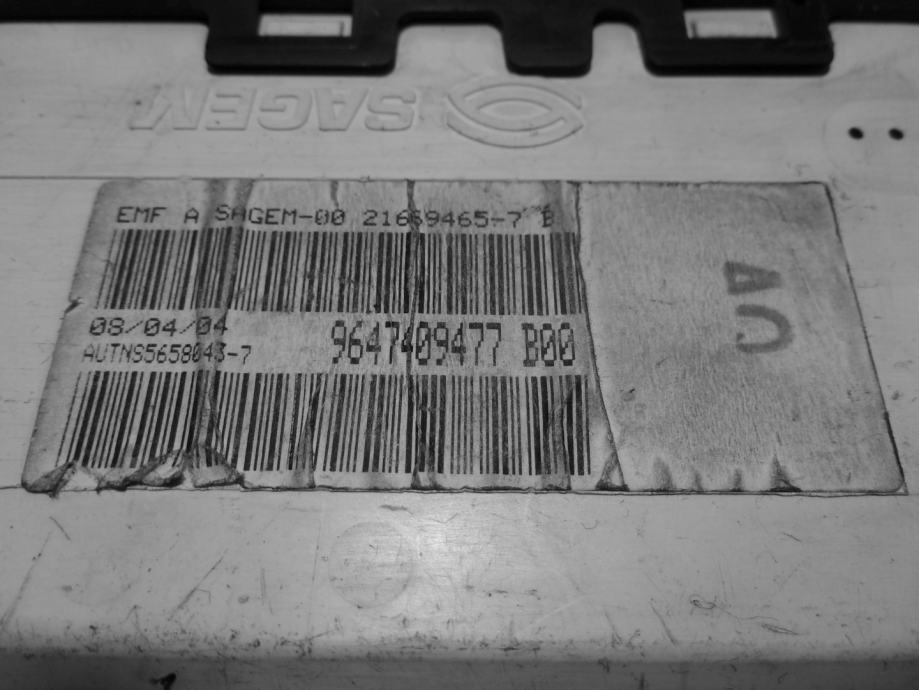 SAGEM
EMF A SAGEM-00 21669465-7 B
08/04/04
9647409477 B00
AUTNS5658043-7